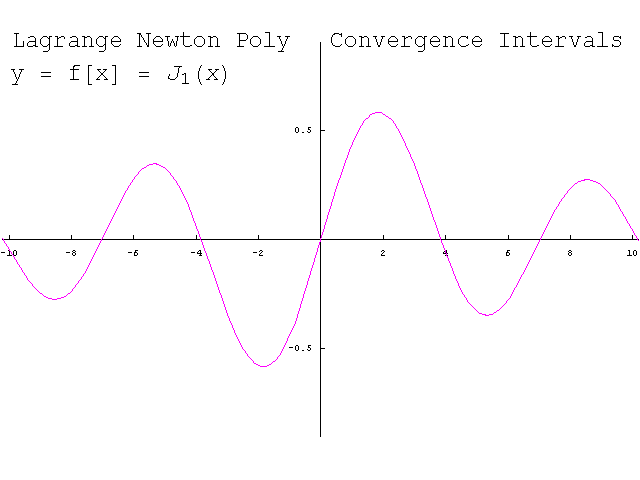 Lagrange Newton Poly Convergence Intervals
y = f[x] = J₁(x)
0.5
-10 -8 -6 -4 -2 2 4 6 8 10
-0.5